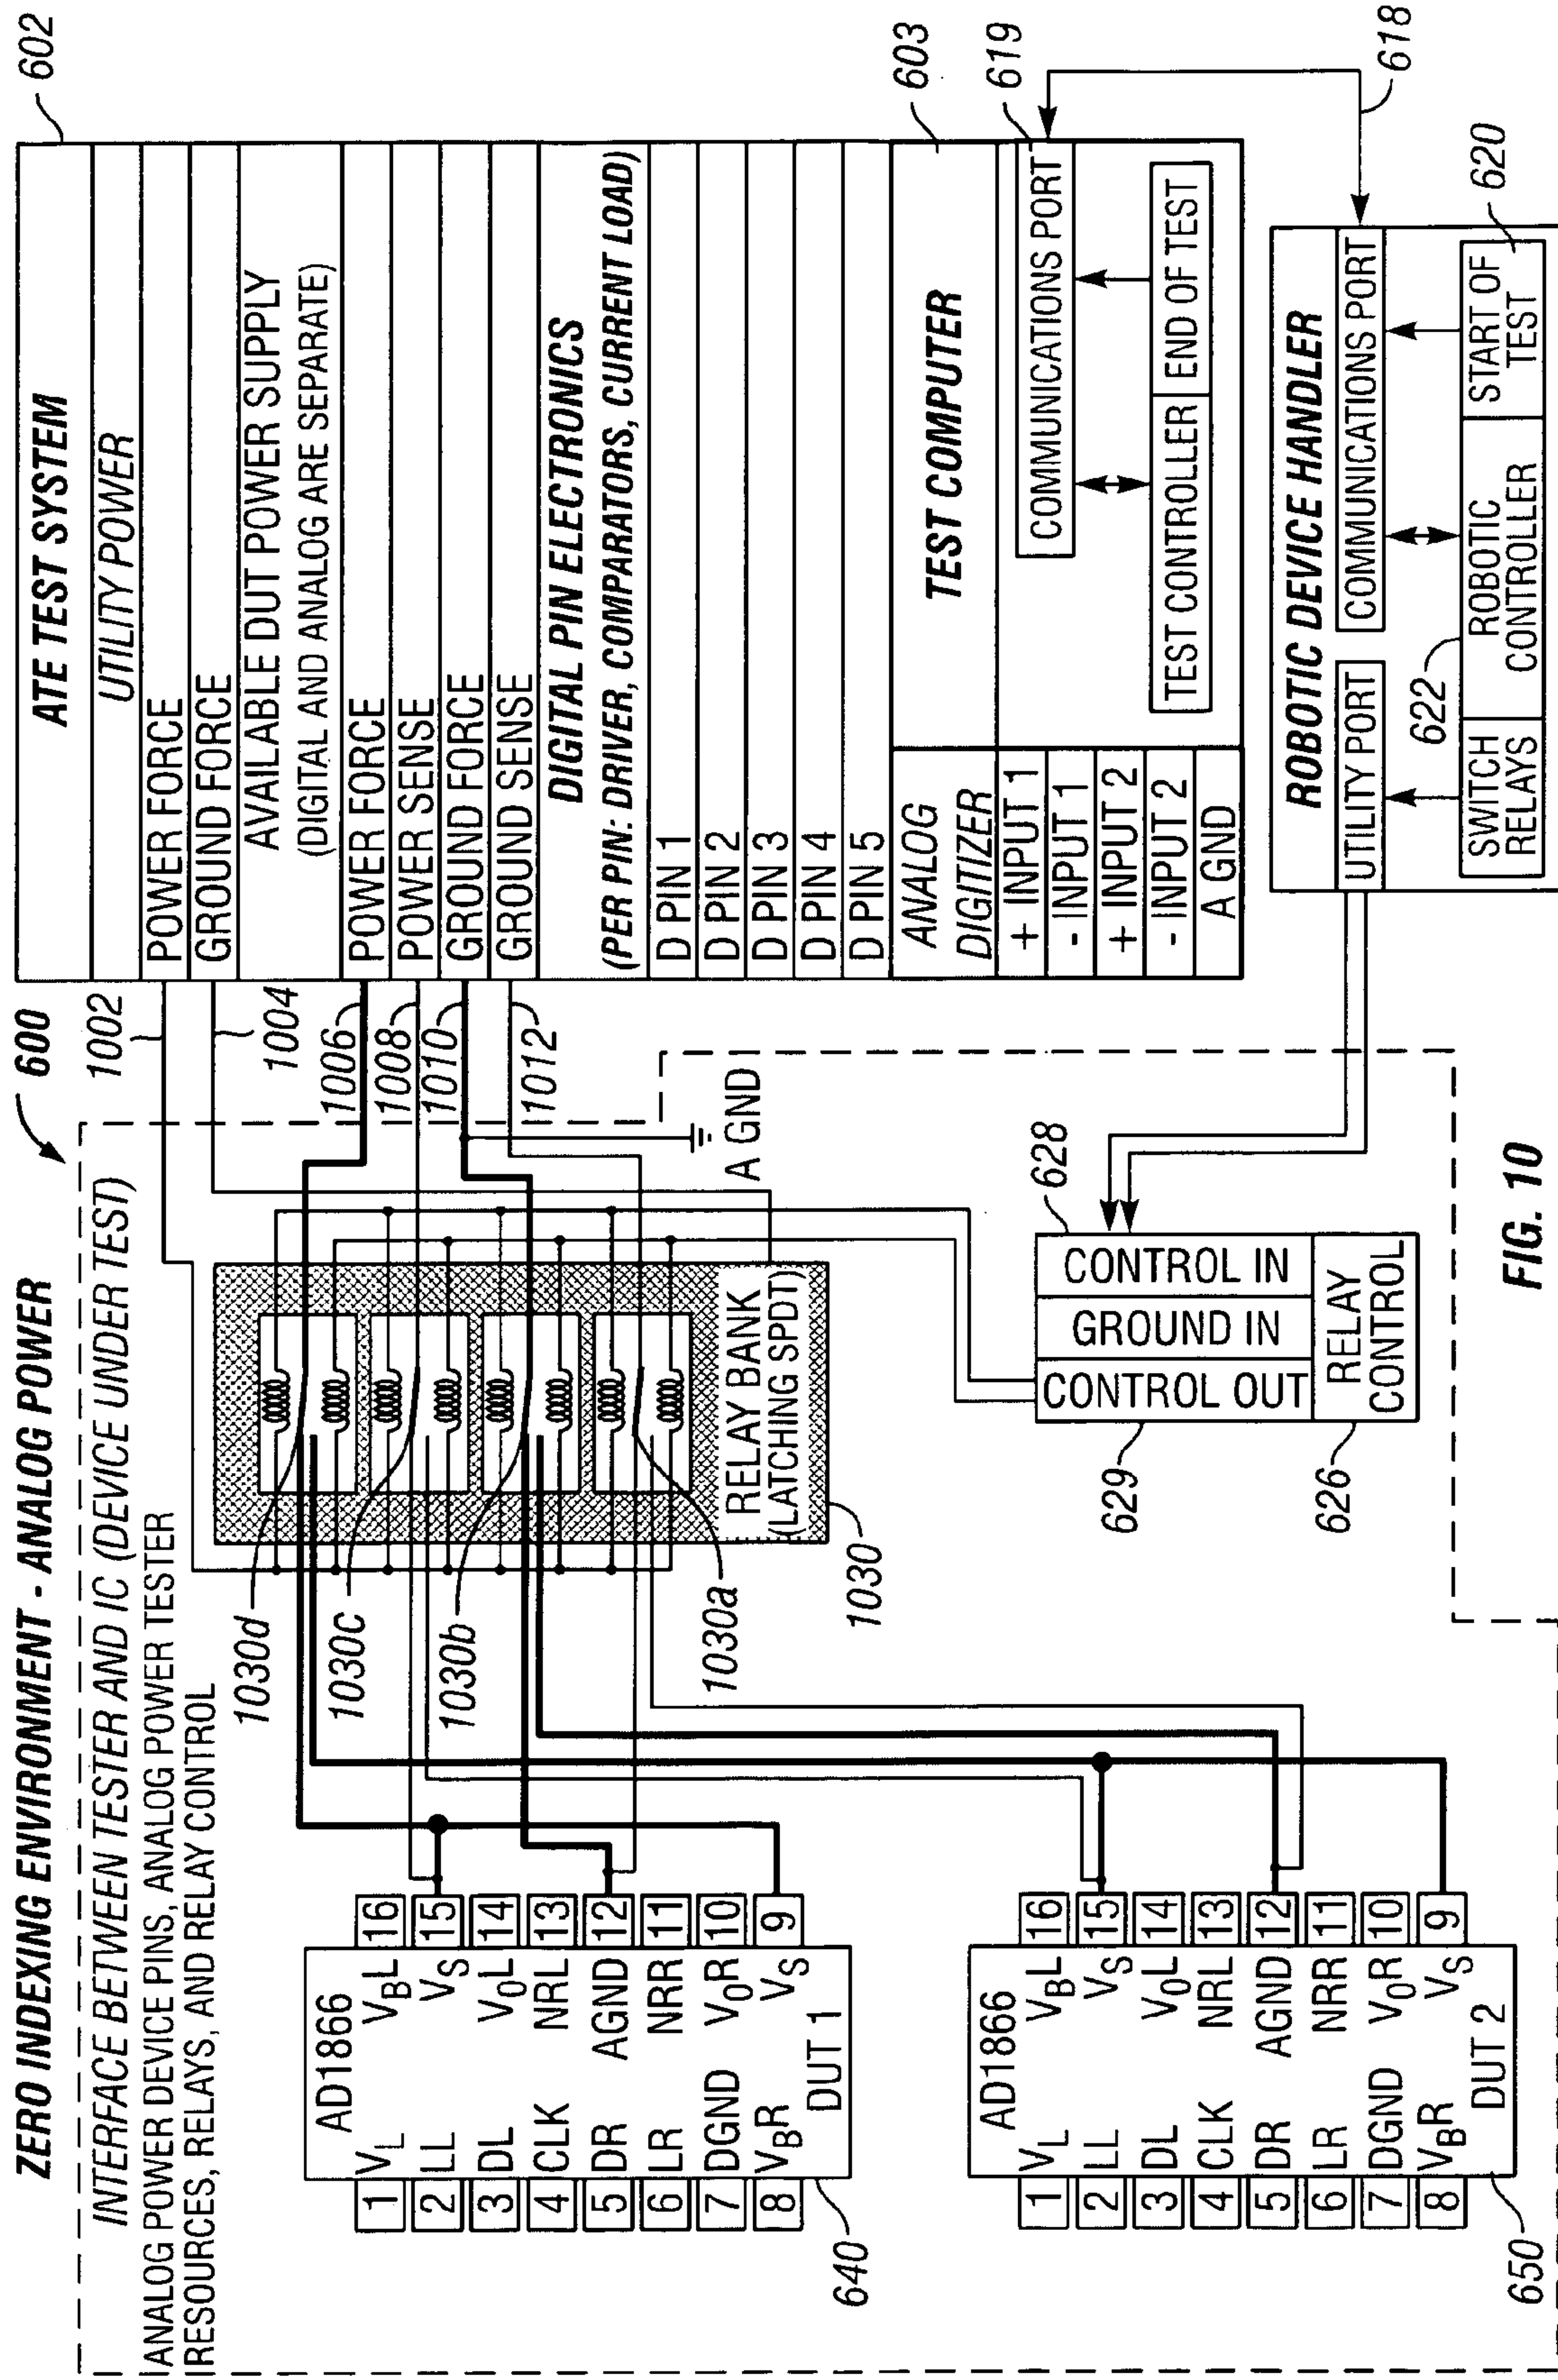 ZERO INDEXING ENVIRONMENT - ANALOG POWER
600
INTERFACE BETWEEN TESTER AND IC (DEVICE UNDER TEST)
ANALOG POWER DEVICE PINS, ANALOG POWER TESTER
RESOURCES, RELAYS, AND RELAY CONTROL
AD1866
1 VL
2 LL
3 DL
4 CLK
5 DR
6 LR
7 DGND
8 VBR
VBL 16
VS 15
VOL 14
NRL 13
AGND 12
NRR 11
VOR 10
VS 9
DUT 1
640
AD1866
1 VL
2 LL
3 DL
4 CLK
5 DR
6 LR
7 DGND
8 VBR
VBL 16
VS 15
VOL 14
NRL 13
AGND 12
NRR 11
VOR 10
VS 9
DUT 2
650
1030d
1030c
1030b
1030a
1030
RELAY BANK
(LATCHING SPDT)
A GND
1002
1004
1006
1008
1010
1012
628
CONTROL IN
GROUND IN
CONTROL OUT
RELAY
CONTROL
629
626
602
ATE TEST SYSTEM
UTILITY POWER
POWER FORCE
GROUND FORCE
AVAILABLE DUT POWER SUPPLY
(DIGITAL AND ANALOG ARE SEPARATE)
POWER FORCE
POWER SENSE
GROUND FORCE
GROUND SENSE
DIGITAL PIN ELECTRONICS
(PER PIN: DRIVER, COMPARATORS, CURRENT LOAD)
D PIN 1
D PIN 2
D PIN 3
D PIN 4
D PIN 5
ANALOG
DIGITIZER
+ INPUT 1
- INPUT 1
+ INPUT 2
- INPUT 2
A GND
603
TEST COMPUTER
619
COMMUNICATIONS PORT
TEST CONTROLLER
END OF TEST
618
ROBOTIC DEVICE HANDLER
UTILITY PORT
COMMUNICATIONS PORT
622
620
SWITCH
RELAYS
ROBOTIC
CONTROLLER
START OF
TEST
FIG. 10